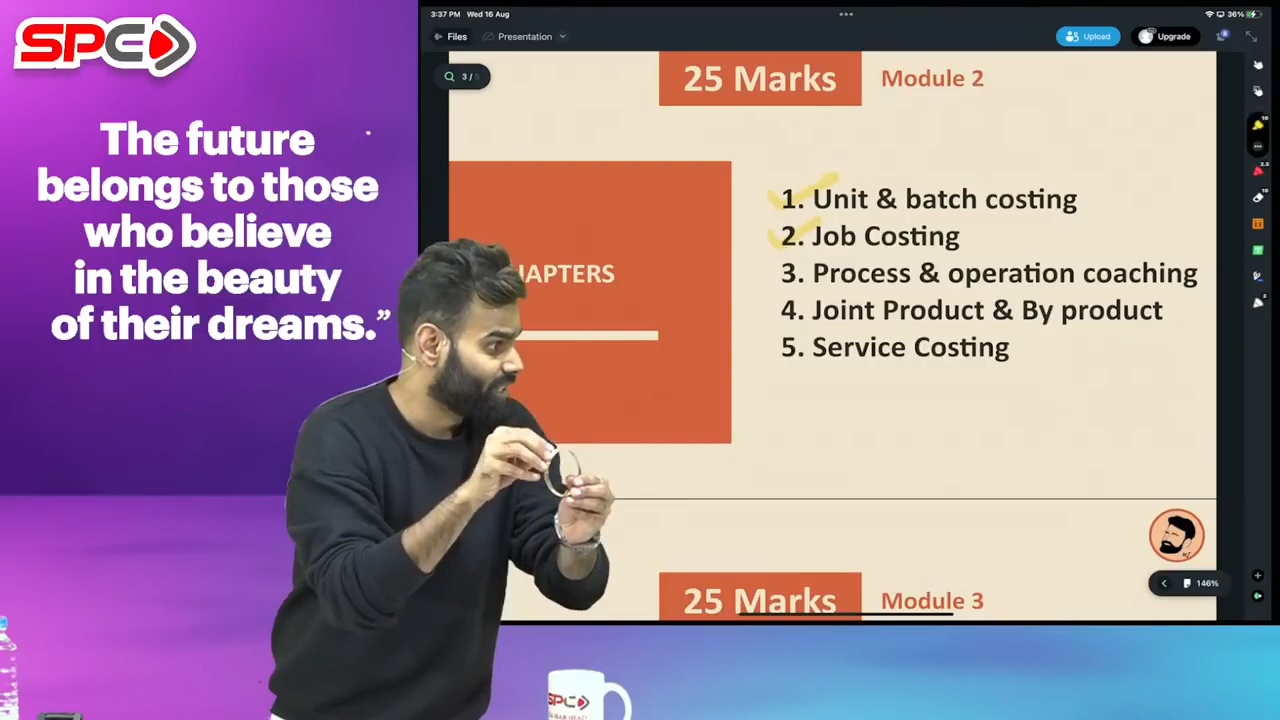 SPC
The future
belongs to those
who believe
in the beauty
of their dreams.”
3:37 PM Wed 16 Aug
36%
Files
Presentation
Upload
Upgrade
3 / 5
25 Marks
Module 2
HAPTERS
1. Unit & batch costing
2. Job Costing
3. Process & operation coaching
4. Joint Product & By product
5. Service Costing
146%
25 Marks
Module 3
SPC